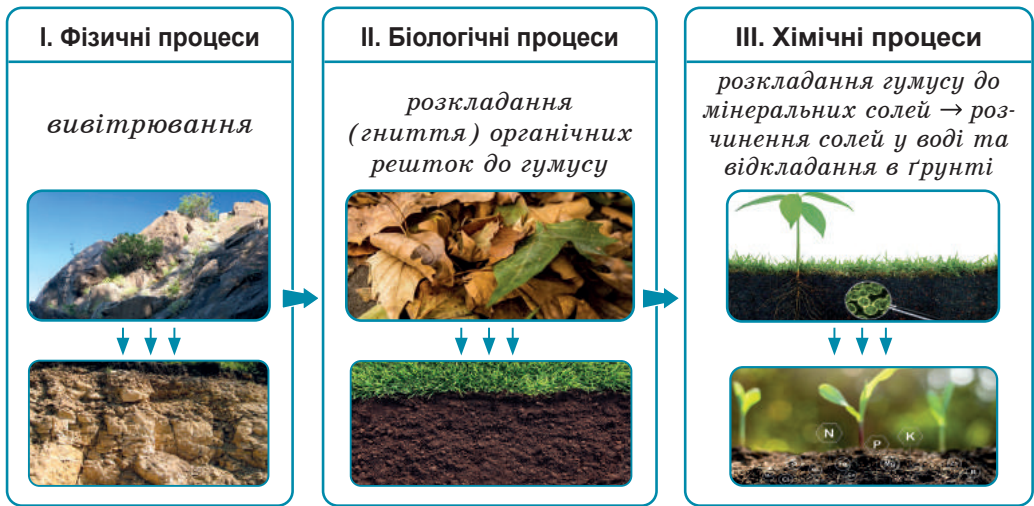 I. Фізичні процеси
вивітрювання
II. Біологічні процеси
розкладання
(гниття) органічних
решток до гумусу
III. Хімічні процеси
розкладання гумусу до
мінеральних солей → роз-
чинення солей у воді та
відкладання в ґрунті
N
P
K